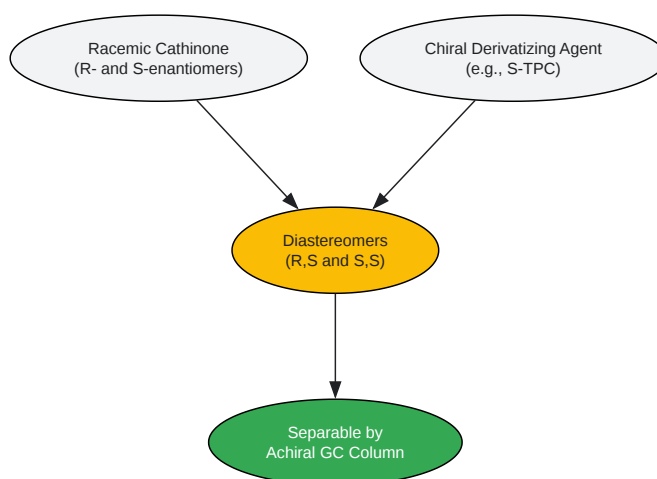 Racemic Cathinone
(R- and S-enantiomers)
Chiral Derivatizing Agent
(e.g., S-TPC)
Diastereomers
(R,S and S,S)
Separable by
Achiral GC Column